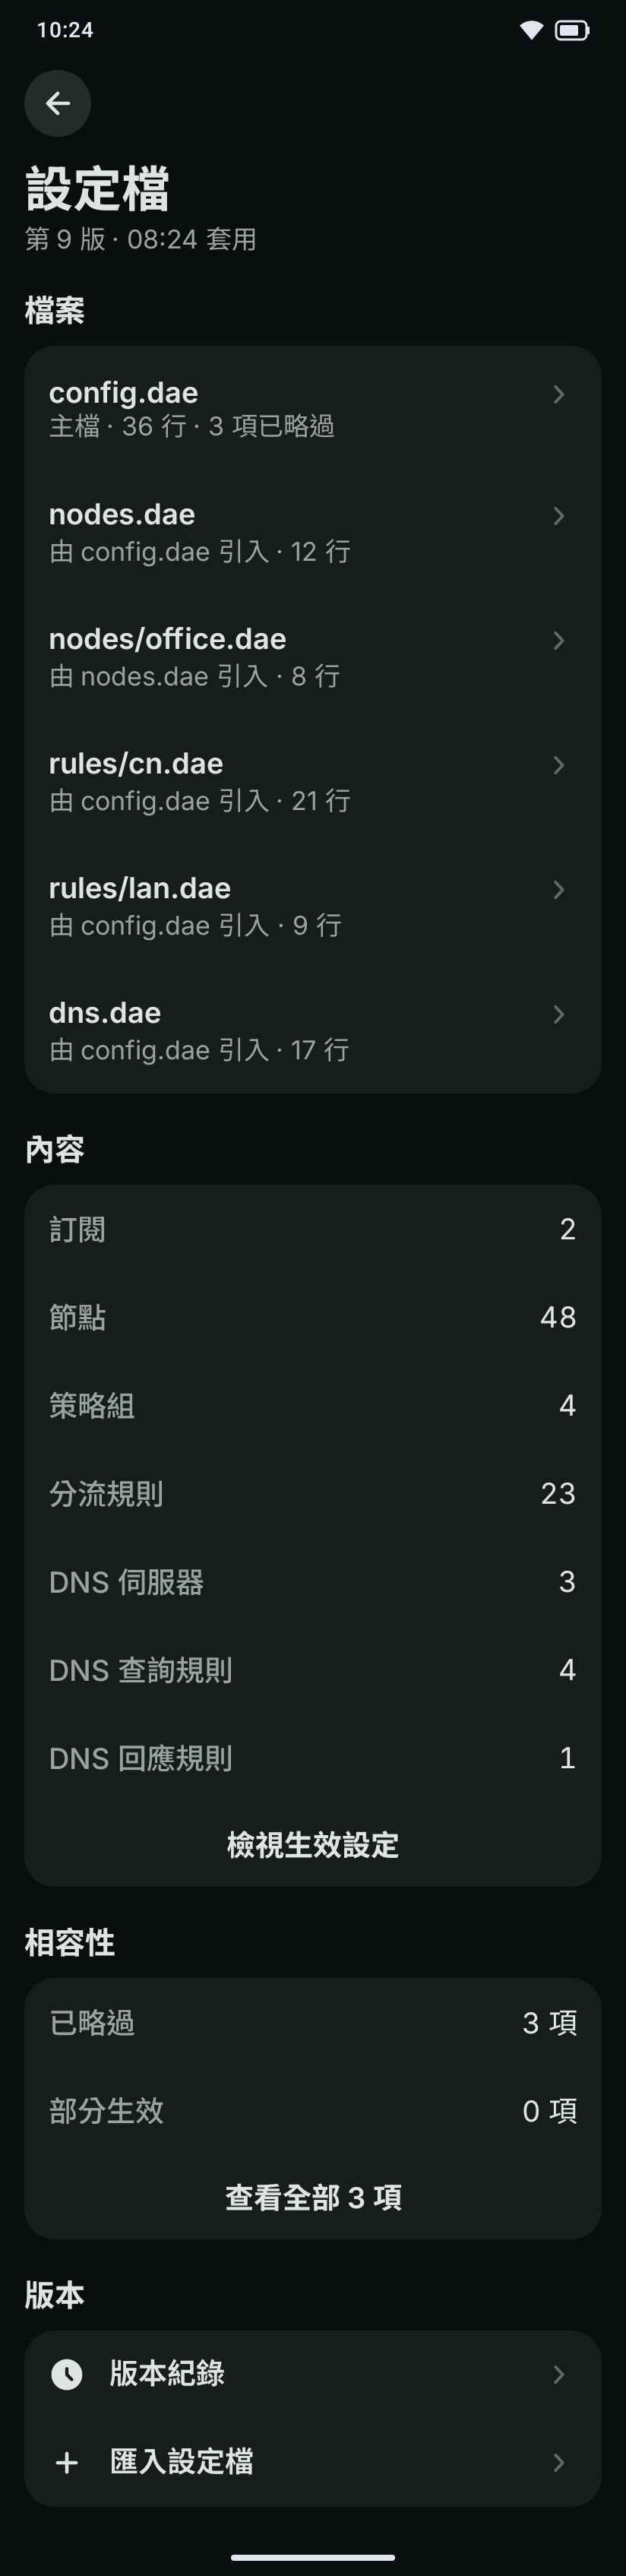 10:24
設定檔
第 9 版 · 08:24 套用
檔案
config.dae
主檔 · 36 行 · 3 項已略過
nodes.dae
由 config.dae 引入 · 12 行
nodes/office.dae
由 nodes.dae 引入 · 8 行
rules/cn.dae
由 config.dae 引入 · 21 行
rules/lan.dae
由 config.dae 引入 · 9 行
dns.dae
由 config.dae 引入 · 17 行
內容
訂閱 2
節點 48
策略組 4
分流規則 23
DNS 伺服器 3
DNS 查詢規則 4
DNS 回應規則 1
檢視生效設定
相容性
已略過 3 項
部分生效 0 項
查看全部 3 項
版本
版本紀錄
匯入設定檔